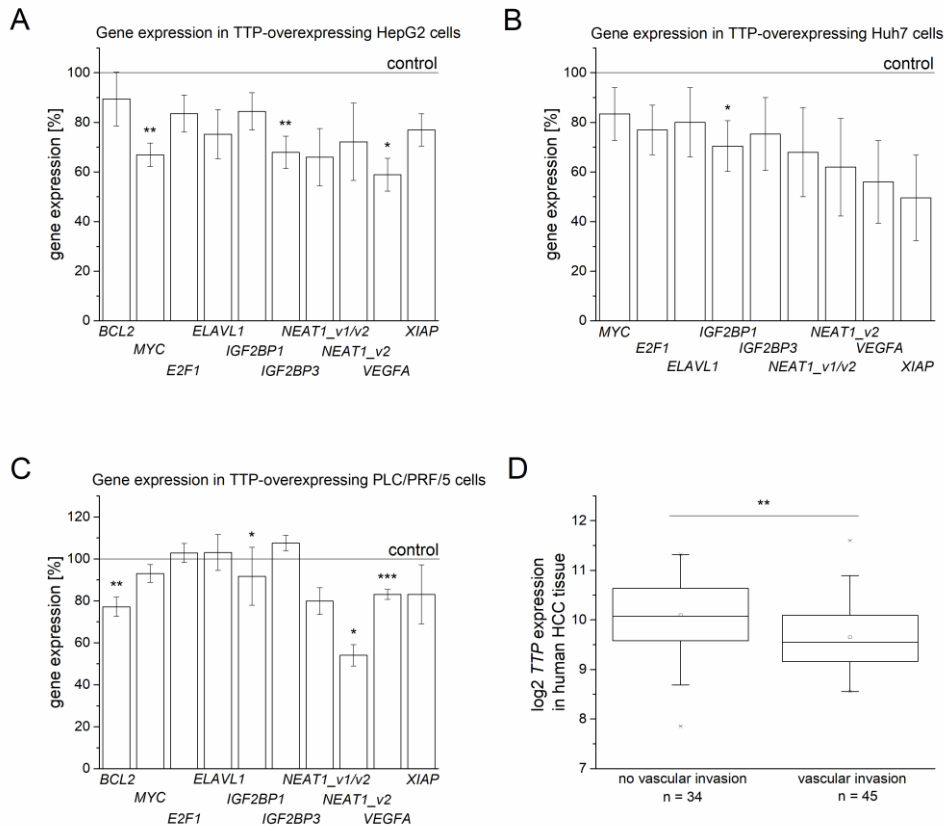 A
Gene expression in TTP-overexpressing HepG2 cells
control
gene expression [%]
100
80
60
40
20
0
**
**
*
BCL2
MYC
E2F1
ELAVL1
IGF2BP1
IGF2BP3
NEAT1_v1/v2
NEAT1_v2
VEGFA
XIAP
B
Gene expression in TTP-overexpressing Huh7 cells
control
gene expression [%]
100
80
60
40
20
0
*
MYC
E2F1
ELAVL1
IGF2BP1
IGF2BP3
NEAT1_v1/v2
NEAT1_v2
VEGFA
XIAP
C
Gene expression in TTP-overexpressing PLC/PRF/5 cells
control
gene expression [%]
120
100
80
60
40
20
0
**
*
*
***
BCL2
MYC
E2F1
ELAVL1
IGF2BP1
IGF2BP3
NEAT1_v1/v2
NEAT1_v2
VEGFA
XIAP
D
**
log2 TTP expression
in human HCC tissue
12
11
10
9
8
7
no vascular invasion
n = 34
vascular invasion
n = 45